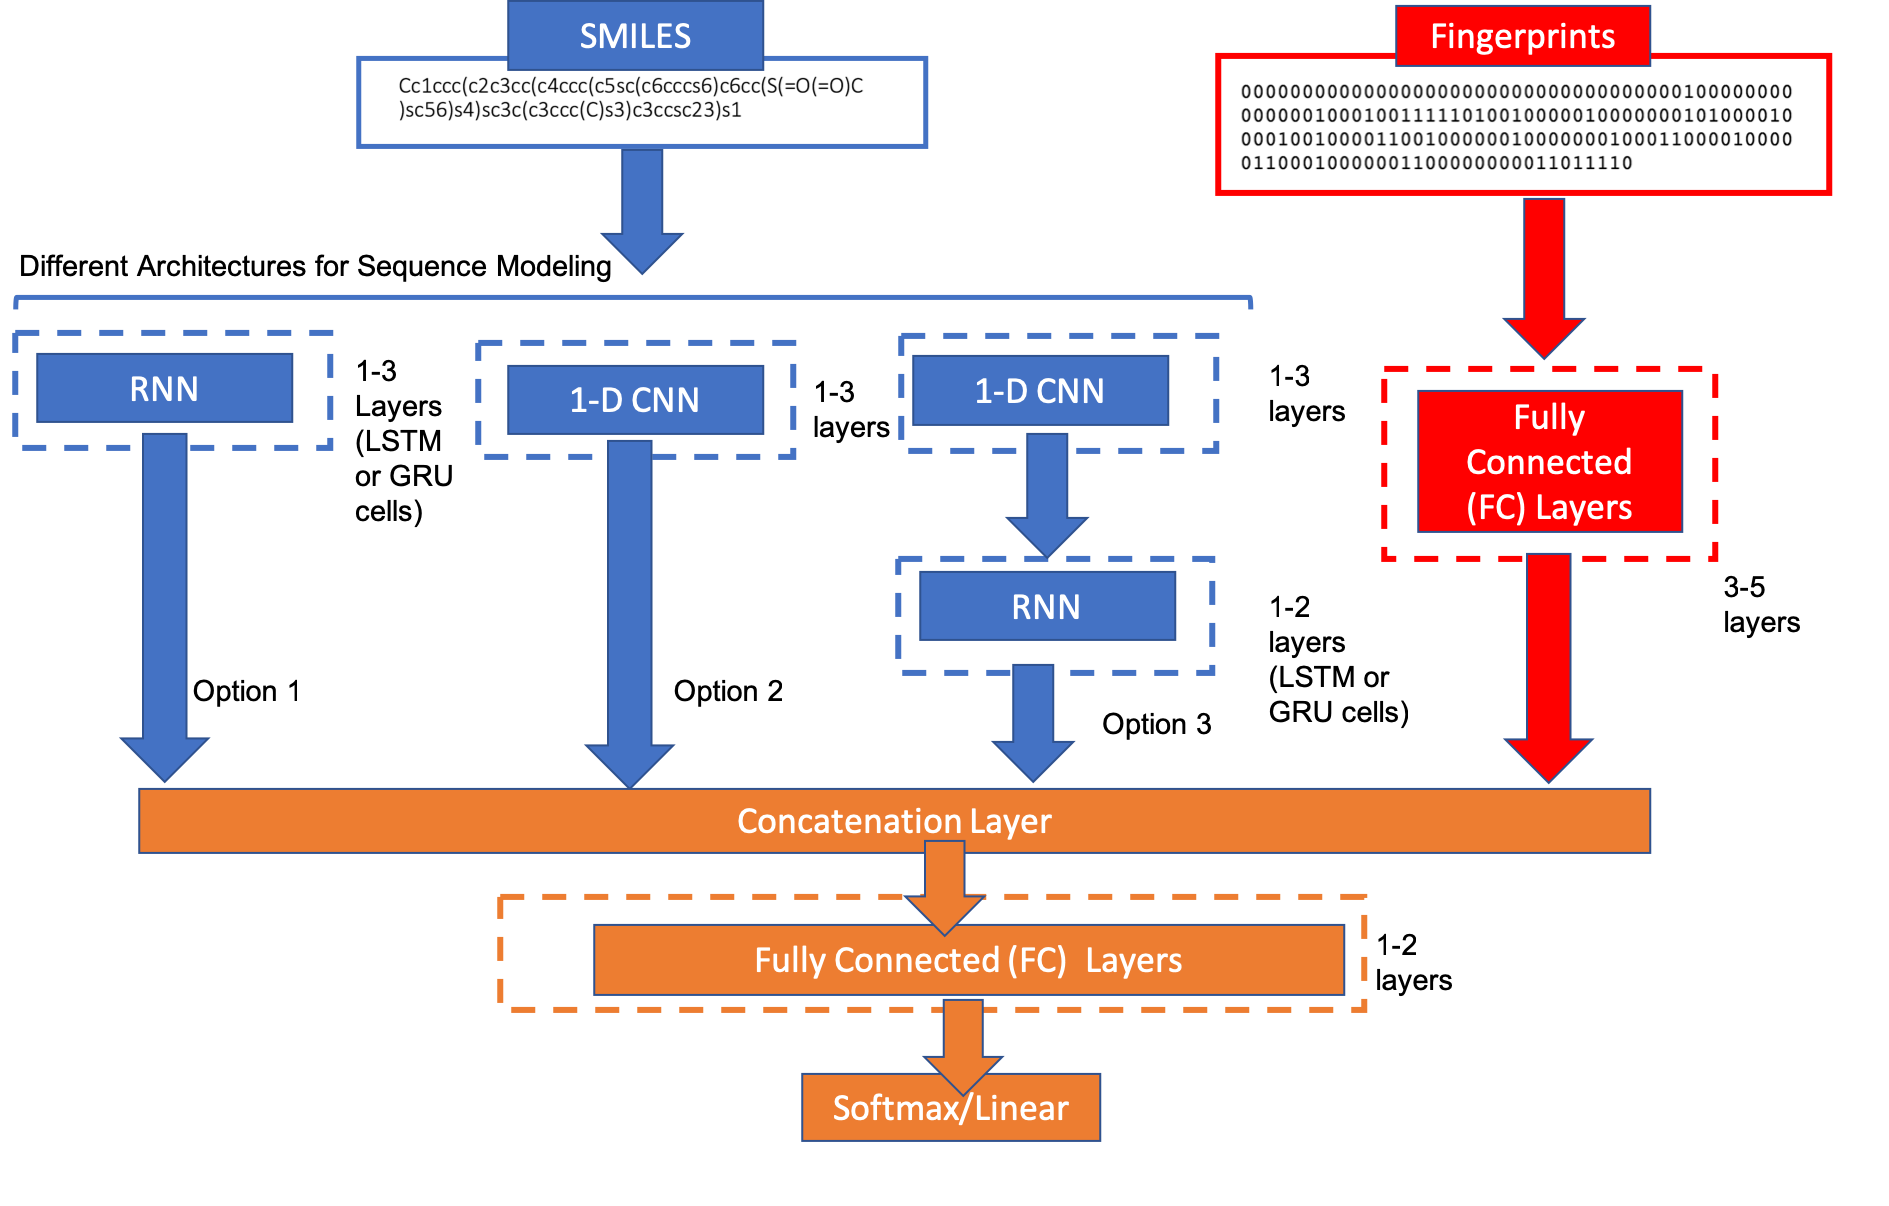 SMILES
Cc1ccc(c2c3cc(c4ccc(c5sc(c6cccs6)c6cc(S(=O(=O)C
)sc56)s4)sc3c(c3ccc(C)s3)c3ccsc23)s1
Fingerprints
000000000000000000000000000000000000100000000
000000100010011111010010000010000000101000010
000100100001100100000010000000100011000010000
01100010000001100000000011011110
Different Architectures for Sequence Modeling
RNN
1-3
Layers
(LSTM
or GRU
cells)
Option 1
1-D CNN
1-3
layers
Option 2
1-D CNN
1-3
layers
RNN
1-2
layers
(LSTM or
GRU cells)
Option 3
Fully
Connected
(FC) Layers
3-5
layers
Concatenation Layer
Fully Connected (FC)  Layers
1-2
layers
Softmax/Linear